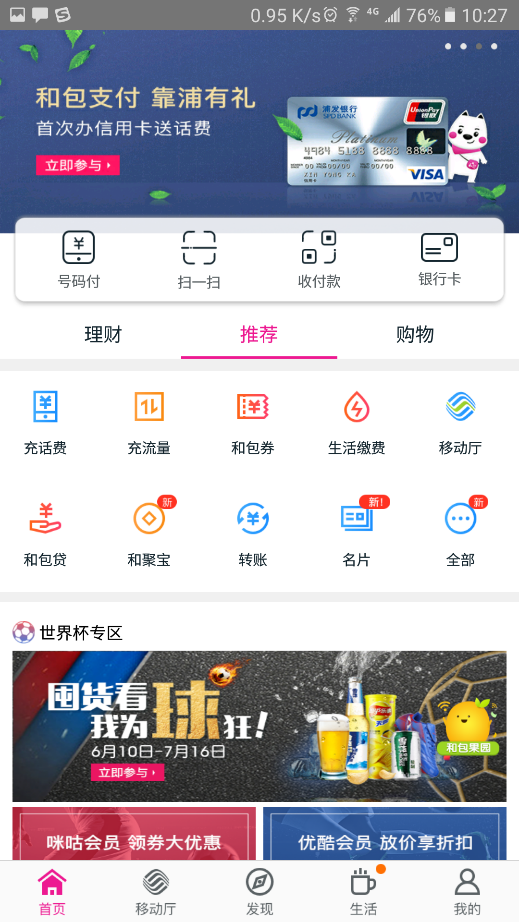 0.95 K/s 4G 76% 10:27
和包支付 靠浦有礼
首次办信用卡送话费
立即参与
浦发银行
SPD BANK
UnionPay
银联
Platinum
4984 5188 8888 8888
XIN YONG KA
VISA
号码付 扫一扫 收付款 银行卡
理财 推荐 购物
充话费 充流量 和包券 生活缴费 移动厅
新 新! 新
和包贷 和聚宝 转账 名片 全部
世界杯专区
囤货看
我为球狂!
6月10日-7月16日
立即参与
和包果园
咪咕会员 领券大优惠 优酷会员 放价享折扣
首页 移动厅 发现 生活 我的